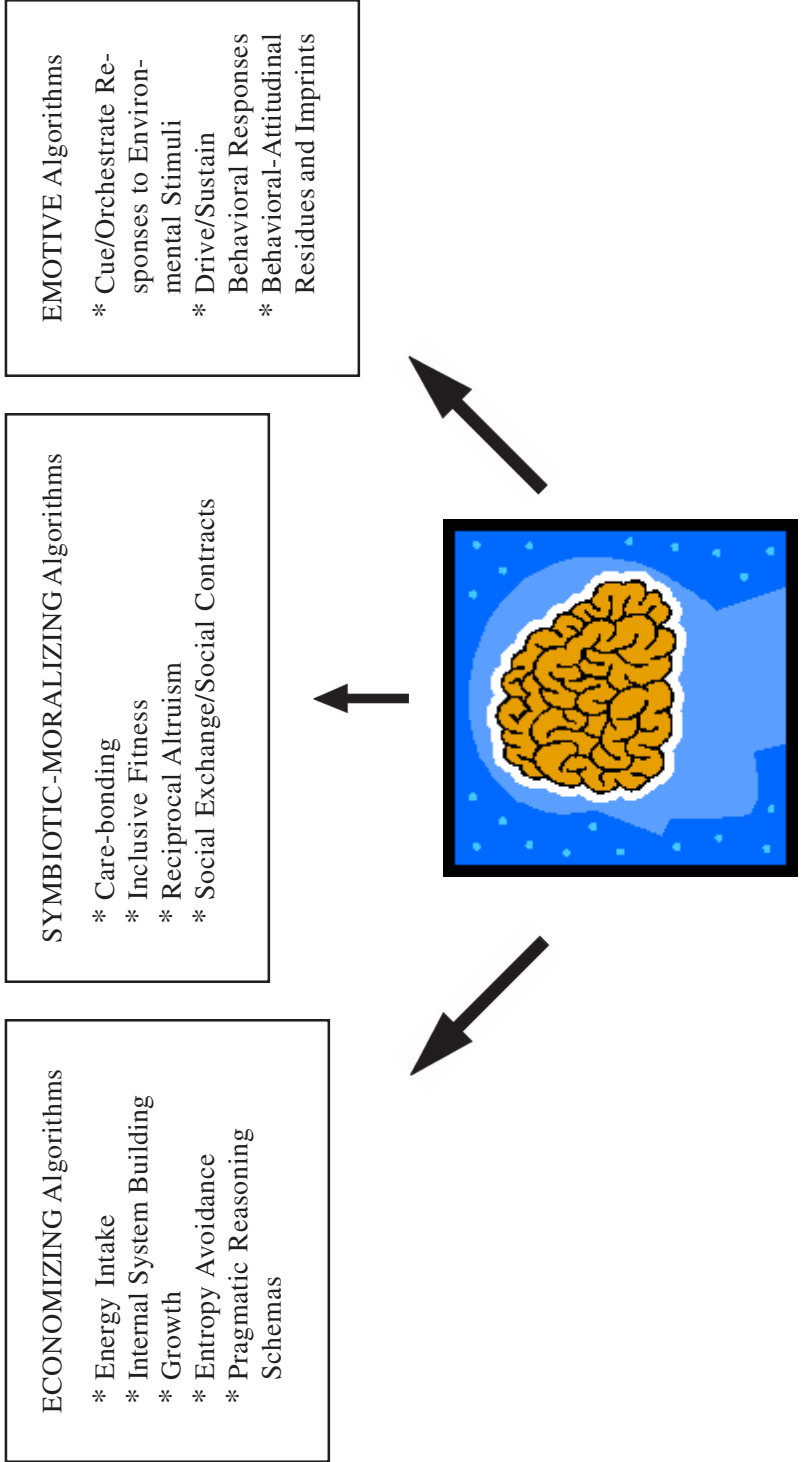 ECONOMIZING Algorithms
* Energy Intake
* Internal System Building
* Growth
* Entropy Avoidance
* Pragmatic Reasoning
Schemas
SYMBIOTIC-MORALIZING Algorithms
* Care-bonding
* Inclusive Fitness
* Reciprocal Altruism
* Social Exchange/Social Contracts
EMOTIVE Algorithms
* Cue/Orchestrate Re-
sponses to Environ-
mental Stimuli
* Drive/Sustain
Behavioral Responses
* Behavioral-Attitudinal
Residues and Imprints